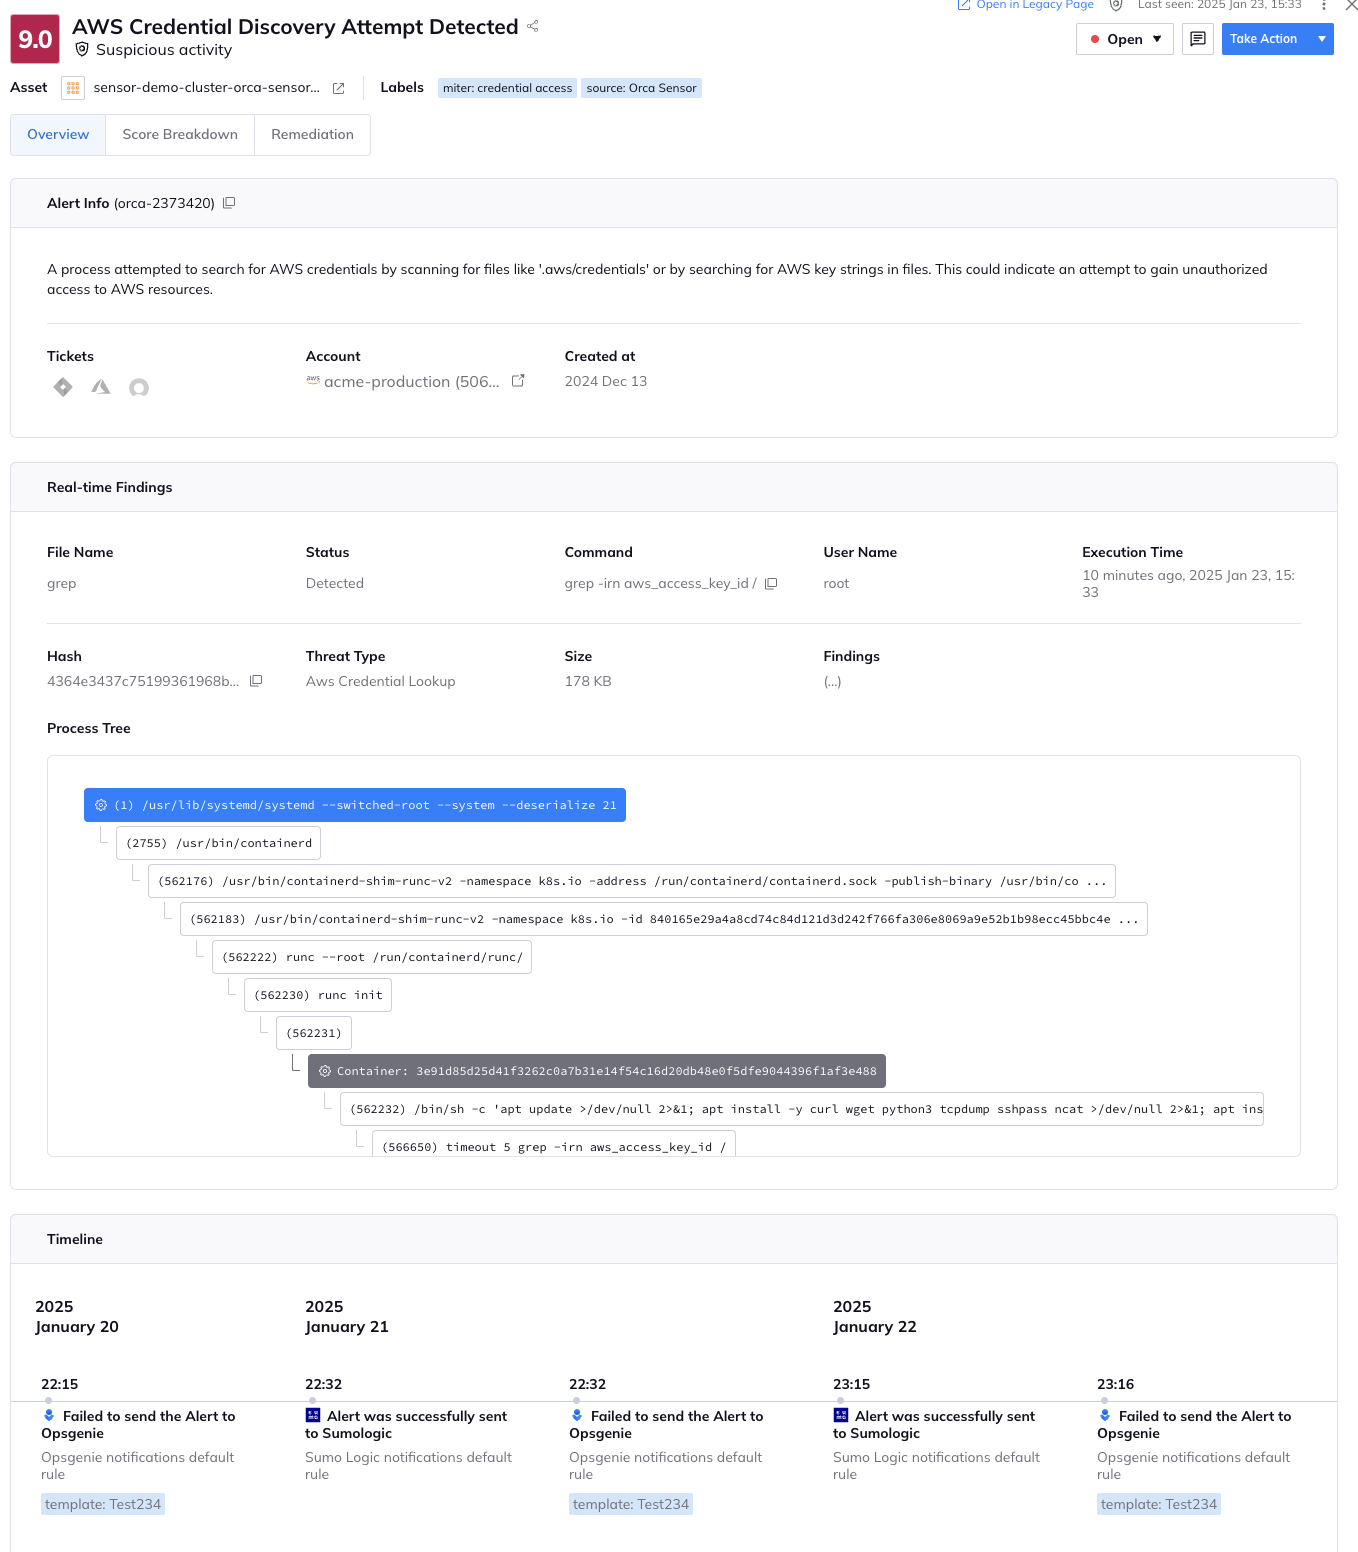 Open in Legacy Page
Last seen: 2025 Jan 23, 15:33
9.0
AWS Credential Discovery Attempt Detected
Suspicious activity
Open
Take Action
Asset
sensor-demo-cluster-orca-sensor...
Labels
miter: credential access
source: Orca Sensor
Overview
Score Breakdown
Remediation
Alert Info (orca-2373420)
A process attempted to search for AWS credentials by scanning for files like '.aws/credentials' or by searching for AWS key strings in files. This could indicate an attempt to gain unauthorized
access to AWS resources.
Tickets
Account
Created at
aws acme-production (506...
2024 Dec 13
Real-time Findings
File Name
Status
Command
User Name
Execution Time
grep
Detected
grep -irn aws_access_key_id /
root
10 minutes ago, 2025 Jan 23, 15:
33
Hash
Threat Type
Size
Findings
4364e3437c75199361968b...
Aws Credential Lookup
178 KB
(...)
Process Tree
(1) /usr/lib/systemd/systemd --switched-root --system --deserialize 21
(2755) /usr/bin/containerd
(562176) /usr/bin/containerd-shim-runc-v2 -namespace k8s.io -address /run/containerd/containerd.sock -publish-binary /usr/bin/co ...
(562183) /usr/bin/containerd-shim-runc-v2 -namespace k8s.io -id 840165e29a4a8cd74c84d121d3d242f766fa306e8069a9e52b1b98ecc45bbc4e ...
(562222) runc --root /run/containerd/runc/
(562230) runc init
(562231)
Container: 3e91d85d25d41f3262c0a7b31e14f54c16d20db48e0f5dfe9044396f1af3e488
(562232) /bin/sh -c 'apt update >/dev/null 2>&1; apt install -y curl wget python3 tcpdump sshpass ncat >/dev/null 2>&1; apt ins
(566650) timeout 5 grep -irn aws_access_key_id /
Timeline
2025
January 20
2025
January 21
2025
January 22
22:15
22:32
22:32
23:15
23:16
Failed to send the Alert to
Opsgenie
Opsgenie notifications default
rule
template: Test234
Alert was successfully sent
to Sumologic
Sumo Logic notifications default
rule
Failed to send the Alert to
Opsgenie
Opsgenie notifications default
rule
template: Test234
Alert was successfully sent
to Sumologic
Sumo Logic notifications default
rule
Failed to send the Alert to
Opsgenie
Opsgenie notifications default
rule
template: Test234